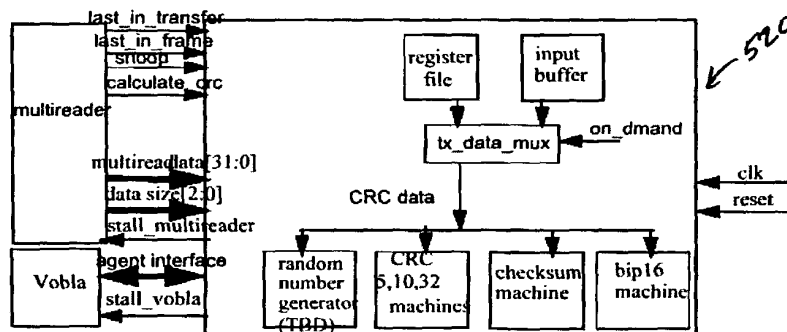 last_in_transfer
last_in_frame
snoop
calculate_crc
multireader
multireaddata[31:0]
data size[2:0]
stall_multireader
Vobla
agent interface
stall_vobla
register
file
input
buffer
520
tx_data_mux
on_dmand
clk
reset
CRC data
random
number
generator
(TBD)
CRC
5,10,32
machines
checksum
machine
bip16
machine